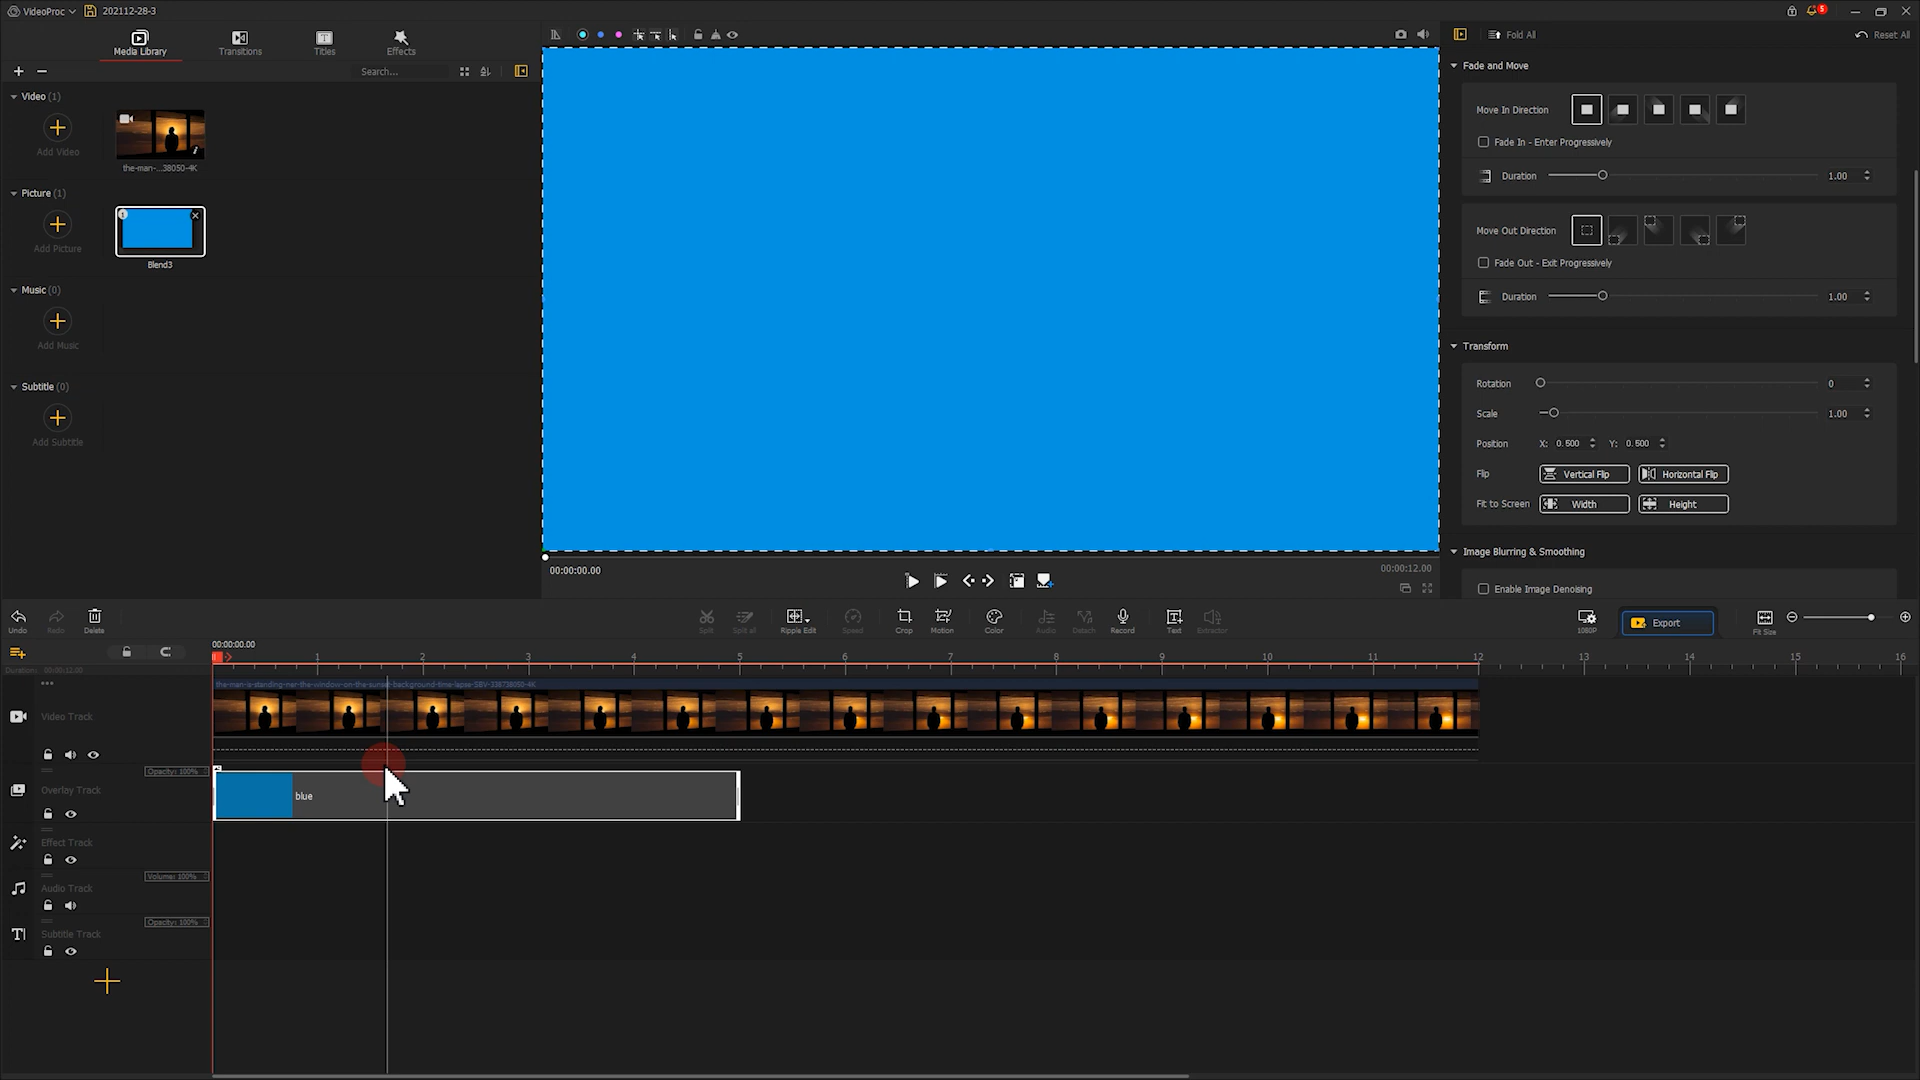 VideoProc
202112-28-3
5
Media Library
Transitions
Titles
Effects
Search...
Fold All
Reset All
Video (1)
Add Video
the-man-...38050-4K
Picture (1)
Add Picture
Blend3
Music (0)
Add Music
Subtitle (0)
Add Subtitle
00:00:00.00
00:00:12.00
Fade and Move
Move In Direction
Fade In - Enter Progressively
Duration
1.00
Move Out Direction
Fade Out - Exit Progressively
Duration
1.00
Transform
Rotation
0
Scale
1.00
Position X: 0.500 Y: 0.500
Flip Vertical Flip Horizontal Flip
Fit to Screen Width Height
Image Blurring & Smoothing
Enable Image Denoising
Undo
Redo
Delete
Split
Split all
Ripple Edit
Speed
Crop
Motion
Color
Audio
Detach
Record
Text
Extractor
1080P
Export
Fit Size
00:00:00.00
1 2 3 4 5 6 7 8 9 10 11 12 13 14 15 16
Duration: 00:00:12.00
the-man-is-standing-near-the-window-on-the-sunset-background-time-lapse-SBV-338738050-4K
Video Track
Opacity: 100%
Overlay Track
blue
Effect Track
Volume: 100%
Audio Track
Opacity: 100%
Subtitle Track